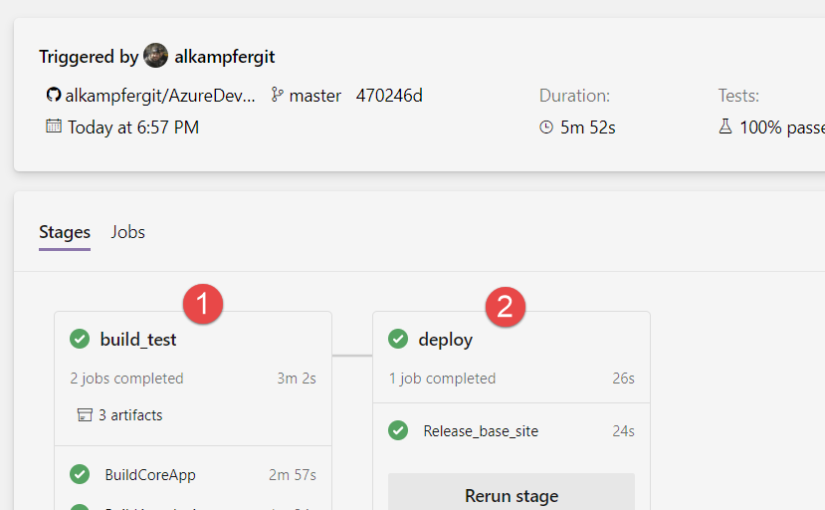 Triggered by alkampfergit
alkampfergit/AzureDev... master 470246d
Duration:
Tests:
Today at 6:57 PM
5m 52s
100% passe
Stages Jobs
1
2
build_test
2 jobs completed 3m 2s
3 artifacts
BuildCoreApp 2m 57s
deploy
1 job completed 26s
Release_base_site 24s
Rerun stage